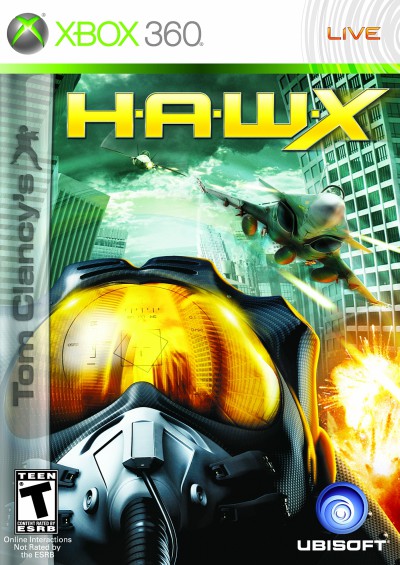 XBOX 360
LIVE
H·A·W·X
Tom Clancy's
TEEN
T
CONTENT RATED BY
ESRB
Online Interactions
Not Rated by
the ESRB
UBISOFT